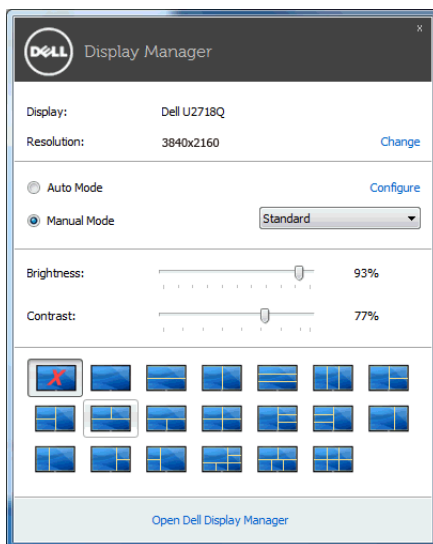 x
DELL Display Manager
Display: Dell U2718Q
Resolution: 3840x2160 Change
Auto Mode Configure
Manual Mode Standard
Brightness: 93%
Contrast: 77%
Open Dell Display Manager